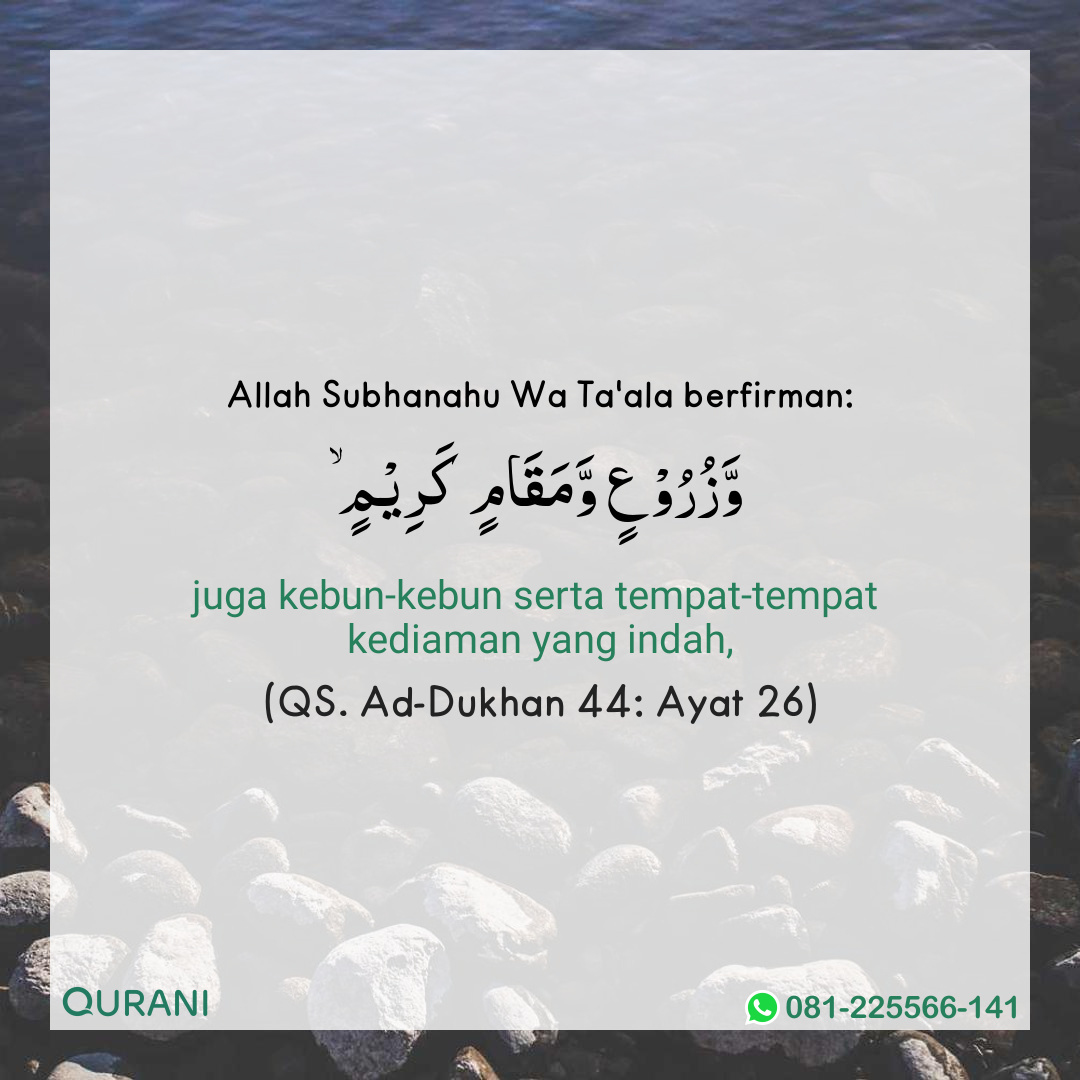 Allah Subhanahu Wa Ta'ala berfirman:
وَّزُرُوْعٍ وَّمَقَامٍ كَرِيْمٍۙ
juga kebun-kebun serta tempat-tempat
kediaman yang indah,
(QS. Ad-Dukhan 44: Ayat 26)
QURANI
081-225566-141